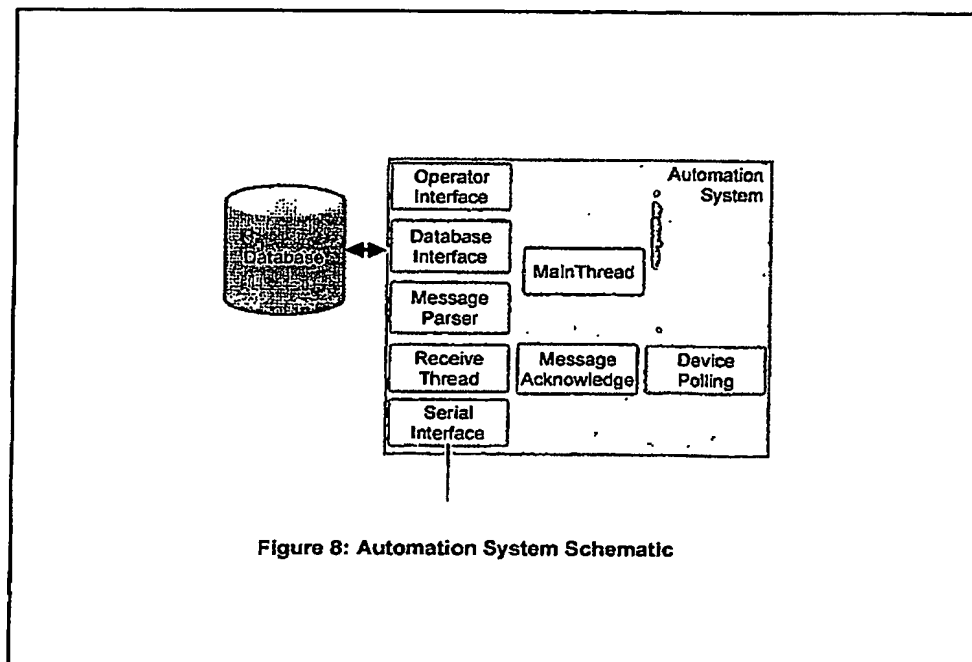 Automation
System
Operator
Interface
Database
Database
Interface
MainThread
Message
Parser
Receive
Thread
Message
Acknowledge
Device
Polling
Serial
Interface
Figure 8: Automation System Schematic